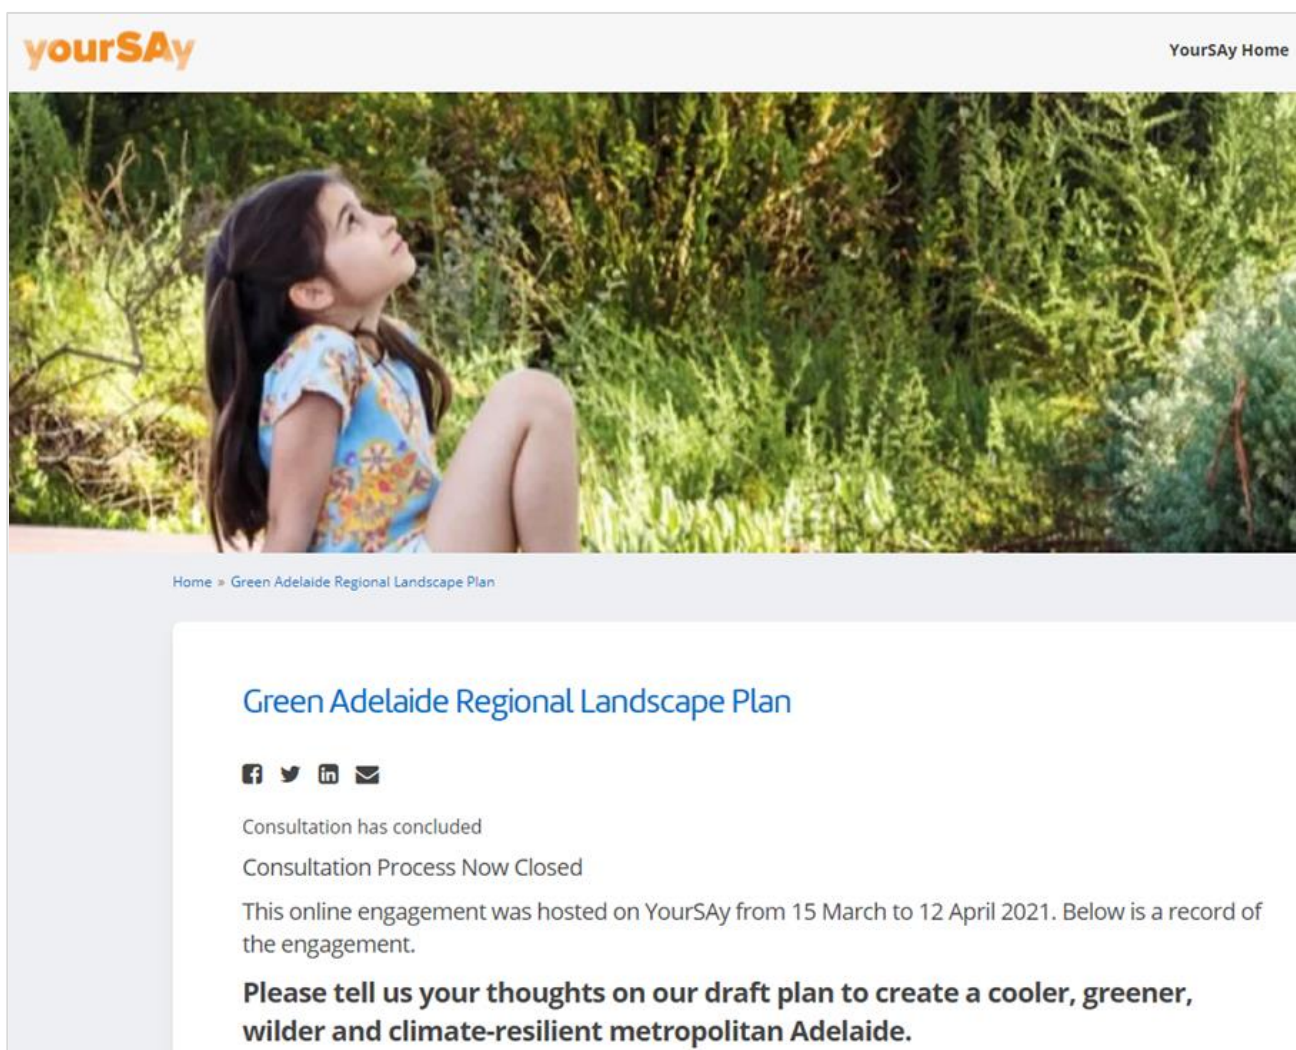 yourSAy
YourSAy Home
Home » Green Adelaide Regional Landscape Plan
Green Adelaide Regional Landscape Plan
Consultation has concluded
Consultation Process Now Closed
This online engagement was hosted on YourSAy from 15 March to 12 April 2021. Below is a record of
the engagement.
Please tell us your thoughts on our draft plan to create a cooler, greener,
wilder and climate-resilient metropolitan Adelaide.